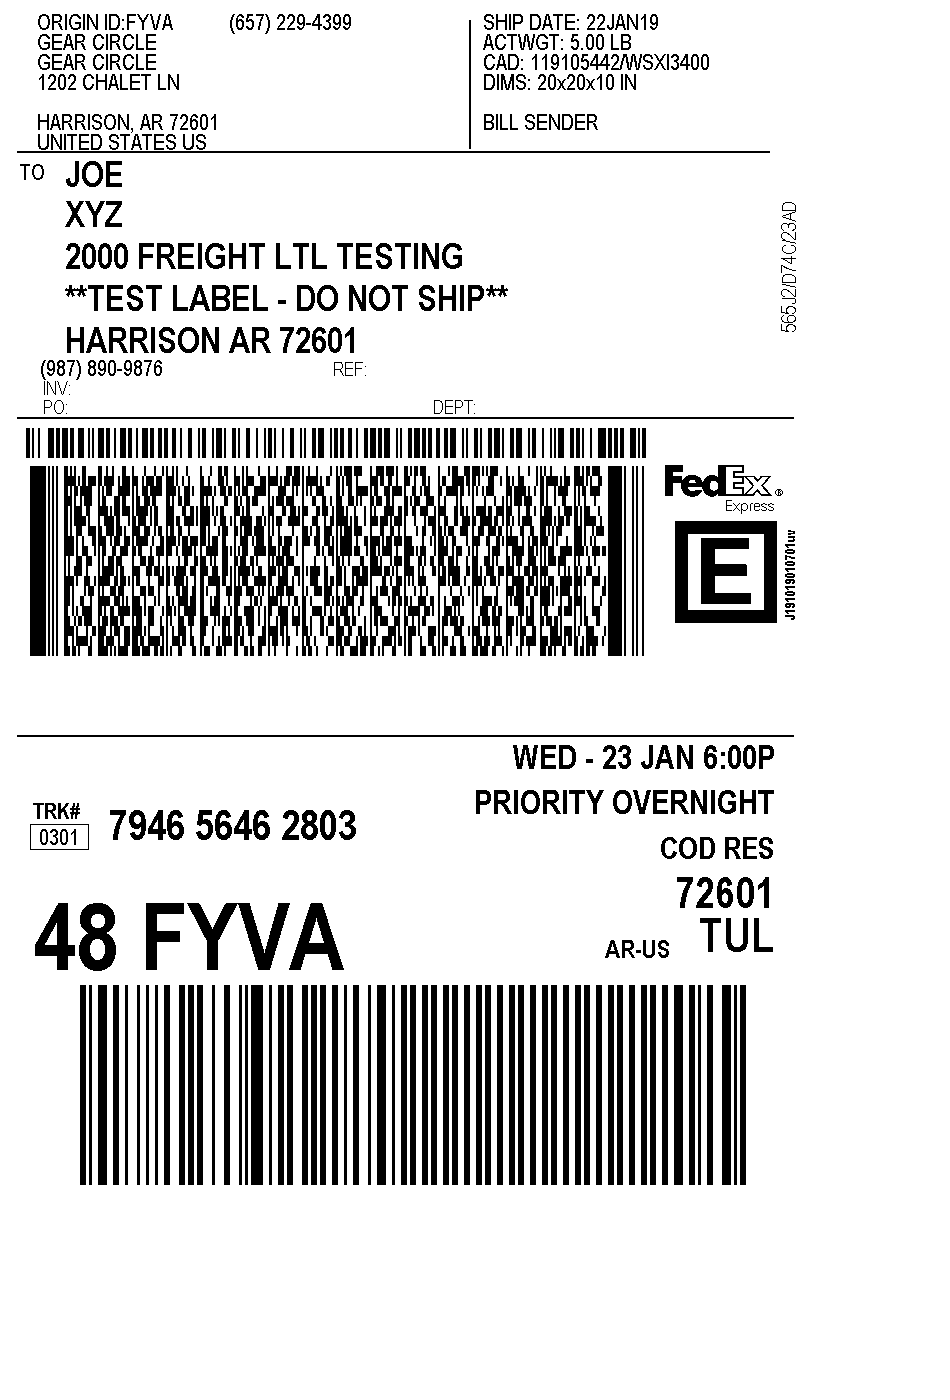 ORIGIN ID:FYVA (657) 229-4399
GEAR CIRCLE
GEAR CIRCLE
1202 CHALET LN
HARRISON, AR 72601
UNITED STATES US
SHIP DATE: 22JAN19
ACTWGT: 5.00 LB
CAD: 119105442/WSXI3400
DIMS: 20x20x10 IN
BILL SENDER
TO JOE
XYZ
2000 FREIGHT LTL TESTING
**TEST LABEL - DO NOT SHIP**
HARRISON AR 72601
(987) 890-9876 REF:
INV:
PO: DEPT:
565J2/D74C/23AD
FedEx®
Express
E
J191019010701uv
WED - 23 JAN 6:00P
PRIORITY OVERNIGHT
TRK#
0301 7946 5646 2803
COD RES
72601
48 FYVA
AR-US TUL